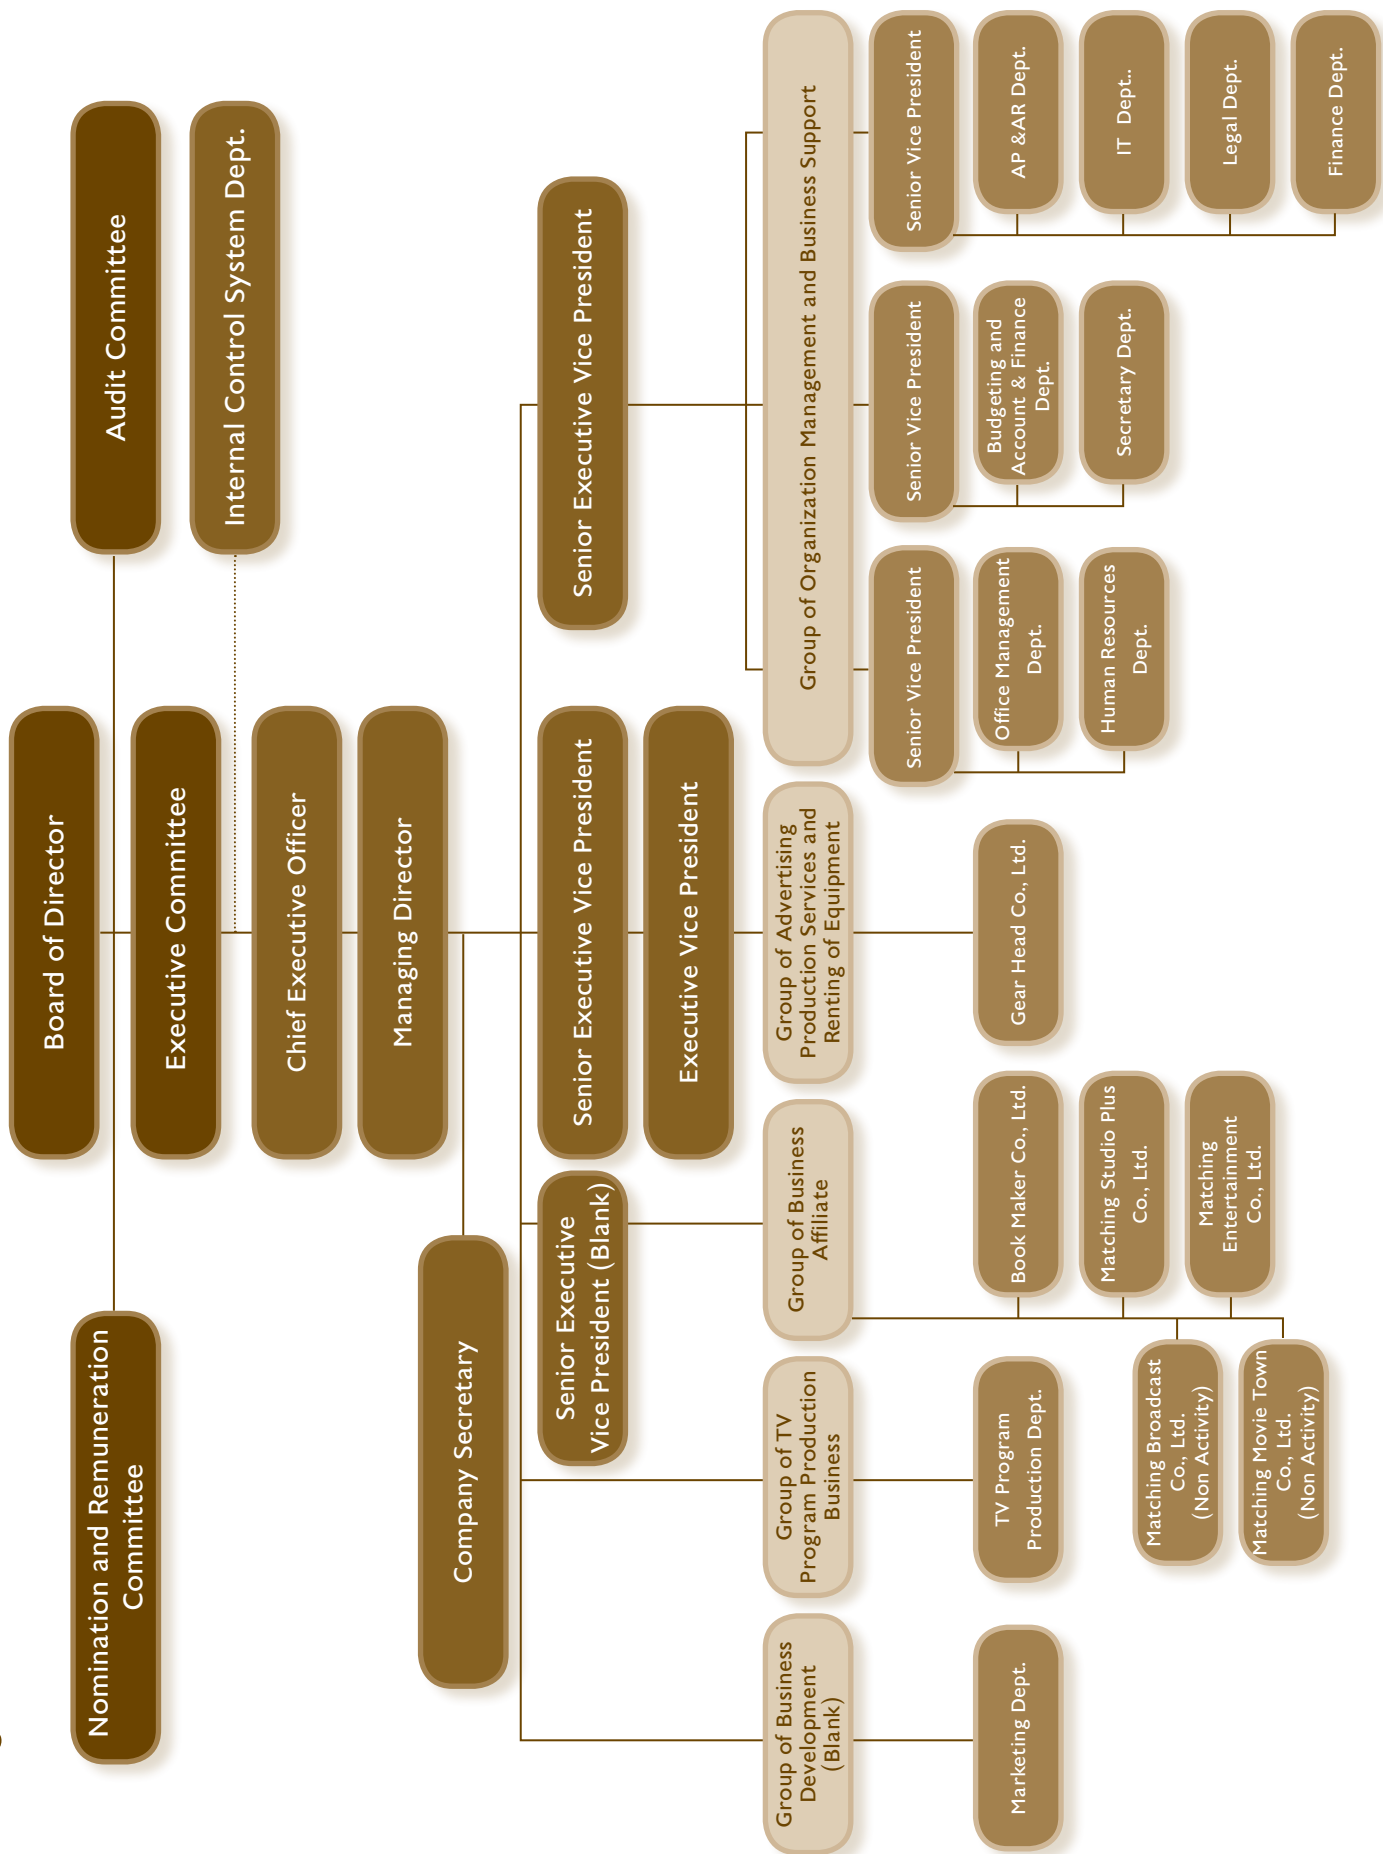 Board of Director
Nomination and Remuneration
Committee
Audit Committee
Executive Committee
Internal Control System Dept.
Chief Executive Officer
Managing Director
Company Secretary
Senior Executive
Vice President (Blank)
Senior Executive Vice President
Senior Executive Vice President
Executive Vice President
Group of Business
Development
(Blank)
Group of TV
Program Production
Business
Group of Business
Affiliate
Group of Advertising
Production Services and
Renting of Equipment
Group of Organization Management and Business Support
Senior Vice President
Senior Vice President
Senior Vice President
Marketing Dept.
TV Program
Production Dept.
Book Maker Co., Ltd.
Gear Head Co., Ltd.
Office Management
Dept.
Budgeting and
Account & Finance
Dept.
AP &AR Dept.
Matching Studio Plus
Co., Ltd.
Human Resources
Dept.
Secretary Dept.
IT Dept..
Matching Broadcast
Co., Ltd.
(Non Activity)
Matching
Entertainment
Co., Ltd.
Legal Dept.
Matching Movie Town
Co., Ltd.
(Non Activity)
Finance Dept.